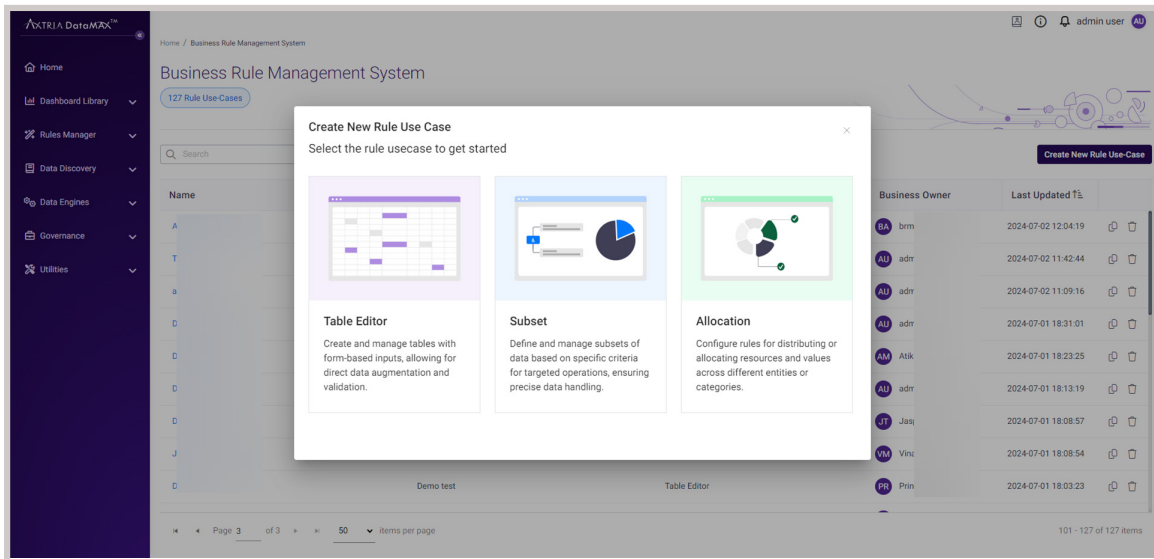 AXTRIA DataMAX™
admin user AU
Home / Business Rule Management System
Home
Business Rule Management System
Dashboard Library
127 Rule Use-Cases
Rules Manager
Data Discovery
Data Engines
Governance
Utilities
Search
Create New Rule Use-Case
Create New Rule Use Case
Select the rule usecase to get started
Table Editor
Create and manage tables with
form-based inputs, allowing for
direct data augmentation and
validation.
Subset
Define and manage subsets of
data based on specific criteria
for targeted operations, ensuring
precise data handling.
Allocation
Configure rules for distributing or
allocating resources and values
across different entities or
categories.
Name Business Owner Last Updated
A BA brm 2024-07-02 12:04:19
T AU adm 2024-07-02 11:42:44
a AU adm 2024-07-02 11:09:16
D AU adm 2024-07-01 18:31:01
D AM Atik 2024-07-01 18:23:25
D AU adm 2024-07-01 18:13:19
D JT Jasp 2024-07-01 18:08:57
J VM Vina 2024-07-01 18:08:54
D Demo test Table Editor PR Prin 2024-07-01 18:03:23
Page 3 of 3 50 items per page 101 - 127 of 127 items